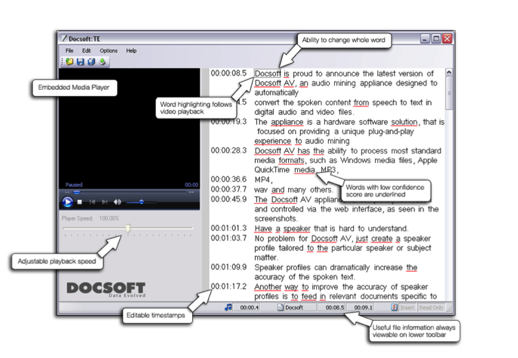 Ability to change whole word
Docsoft:TE
File Edit Options Help
Embedded Media Player
00:00:08.5 Docsoft is proud to announce the latest version of
Docsoft AV, an audio mining appliance designed to
automatically
Word highlighting follows
video playback
convert the spoken content from speech to text in
digital audio and video files.
The appliance is a hardware software solution, that is
focused on providing a unique plug-and-play
experience to audio mining
00:00:28.3 Docsoft AV has the ability to process most standard
media formats, such as Windows media files, Apple
QuickTime media, MP3,
00:00:36.6 MP4,
00:00:37.7 wav and many others.
Words with low confidence
score are underlined
00:00:45.9 The Docsoft AV
and controlled via the web interface, as seen in the
screenshots.
00:01:01.3 Have a speaker that is hard to understand.
00:01:03.7 No problem for Docsoft AV, just create a speaker
profile tailored to the particular speaker or subject
matter.
00:01:09.9 Speaker profiles can dramatically increase the
accuracy of the spoken text.
00:01:17.2 Another way to improve the accuracy of speaker
profiles is to feed in relevant documents specific to
Paused 00:00
Player Speed 100.00%
Adjustable playback speed
DOCSOFT
Data Evolved
Editable timestamps
00:00.4 Docsoft 00:08.5 00:09.1 Insert Read Only
Useful file information always
viewable on lower toolbar